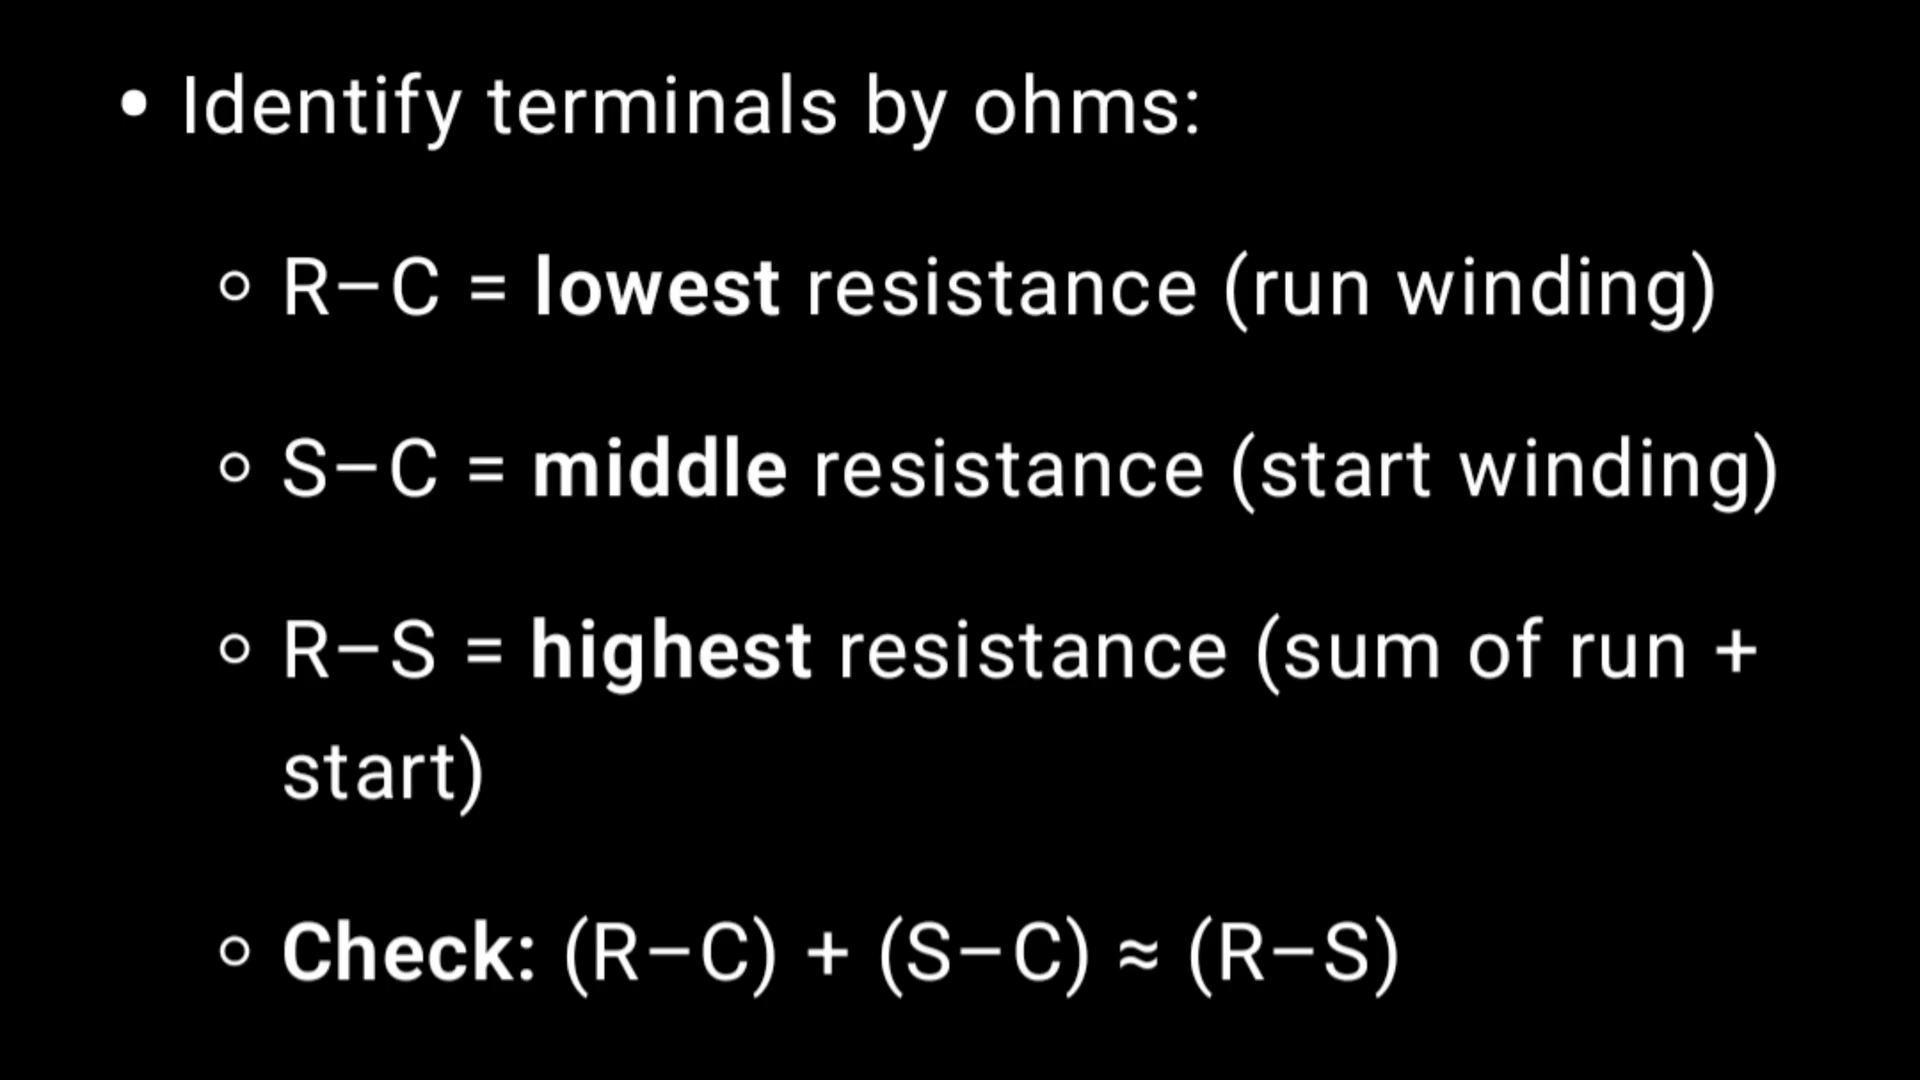 • Identify terminals by ohms:
○ R–C = lowest resistance (run winding)
○ S–C = middle resistance (start winding)
○ R–S = highest resistance (sum of run +
start)
○ Check: (R–C) + (S–C) ≈ (R–S)